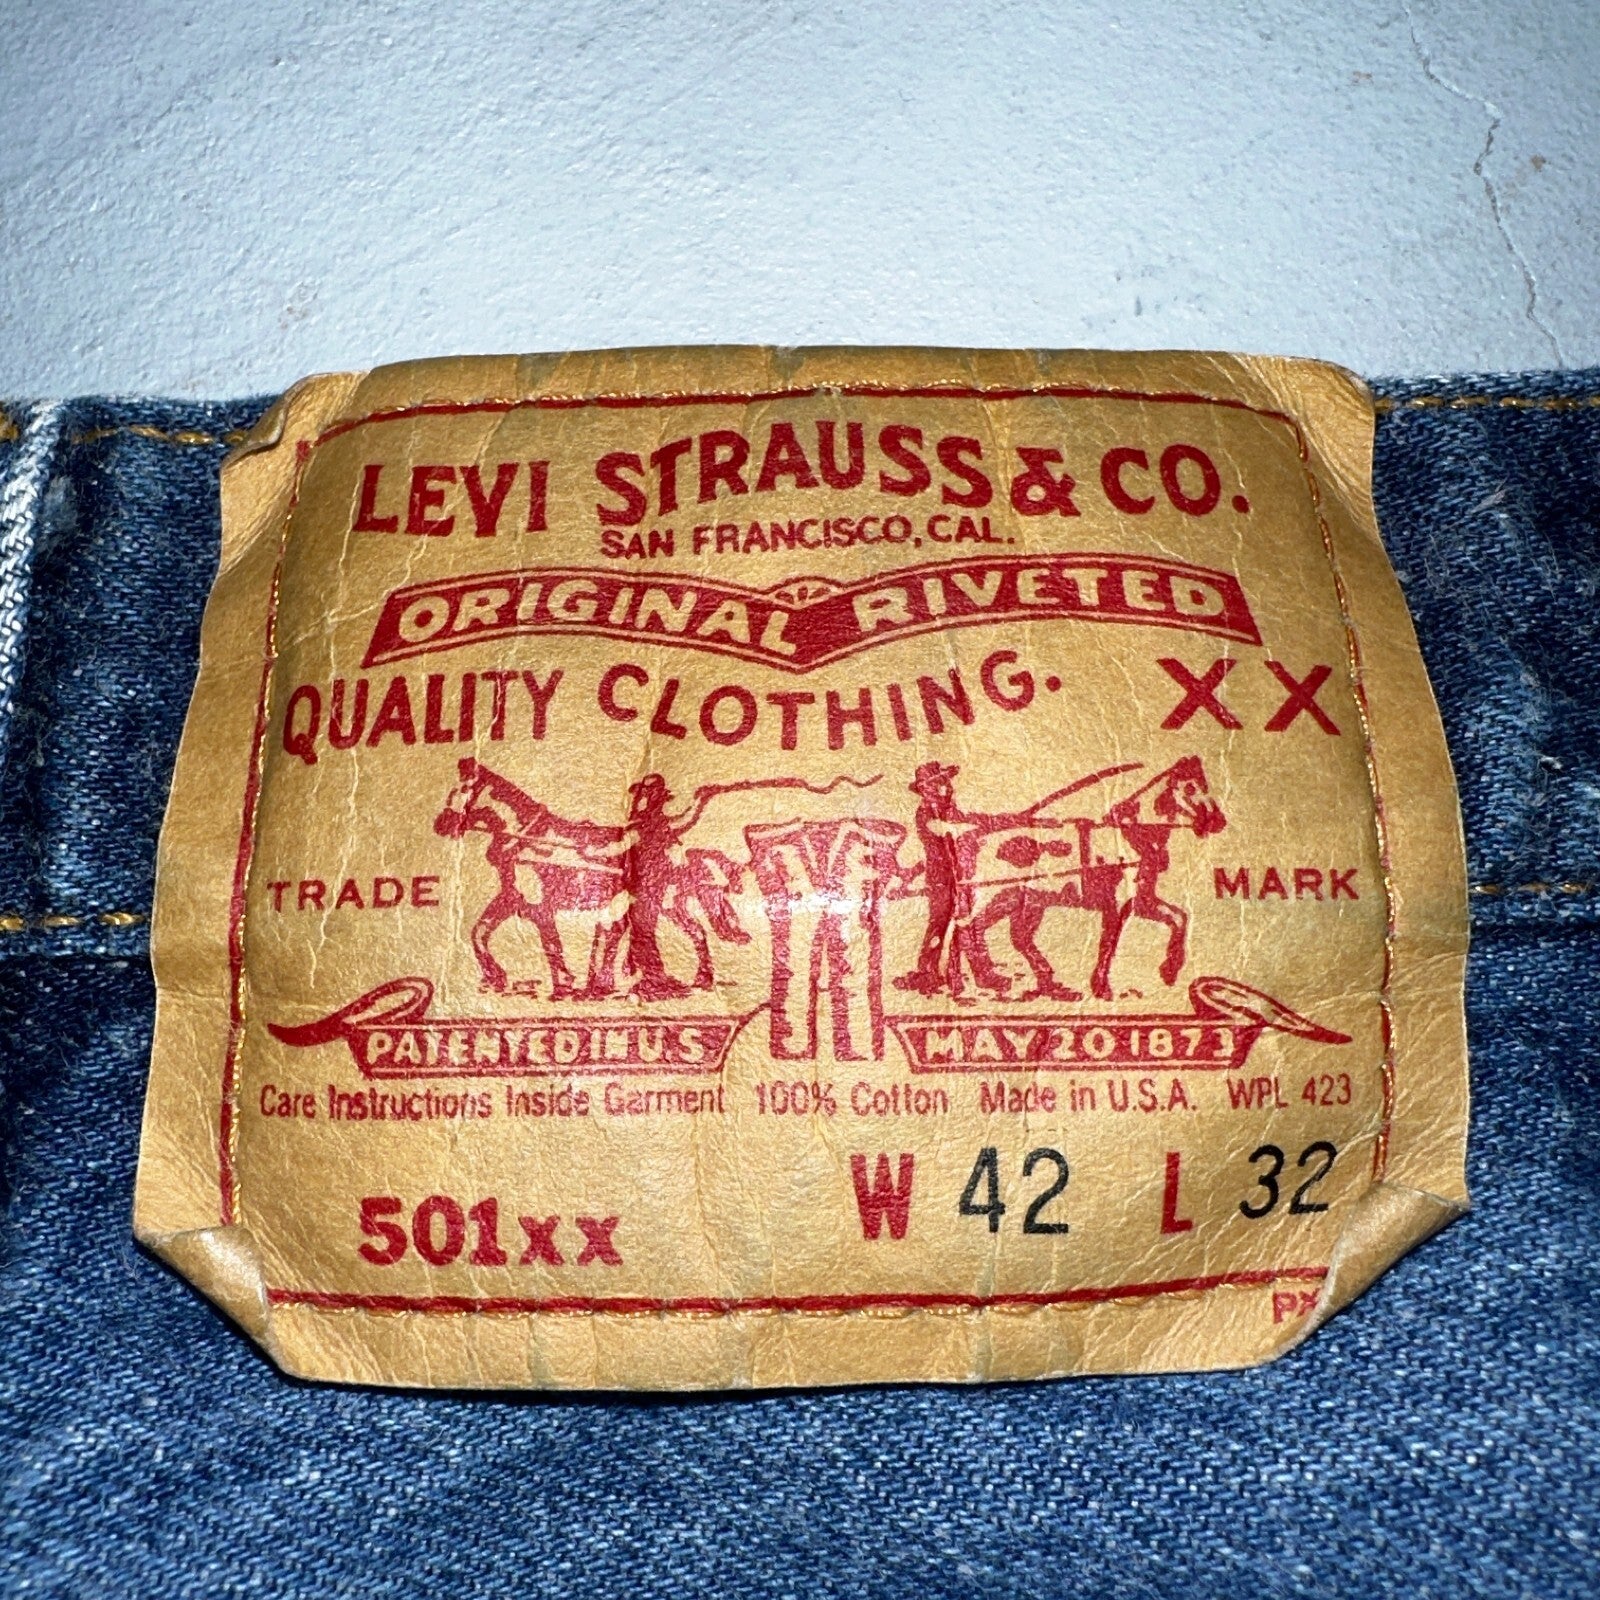 LEVI STRAUSS & CO.
SAN FRANCISCO, CAL.
ORIGINAL RIVETED
QUALITY CLOTHING. XX
TRADE MARK
PATENTED IN U.S MAY 20 1873
Care Instructions Inside Garment 100% Cotton Made in U.S.A. WPL 423
501xx W 42 L 32